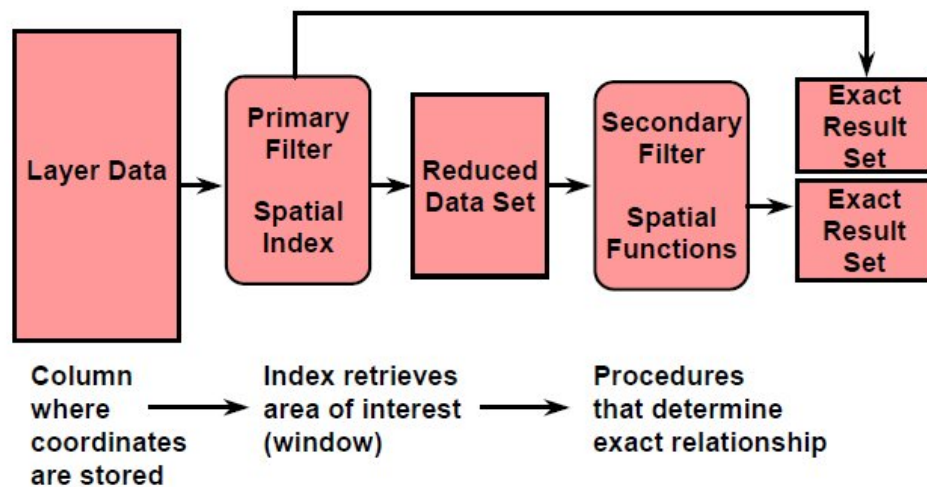 Layer Data
Primary
Filter
Spatial
Index
Reduced
Data Set
Secondary
Filter
Spatial
Functions
Exact
Result
Set
Exact
Result
Set
Column
where
coordinates
are stored
Index retrieves
area of interest
(window)
Procedures
that determine
exact relationship